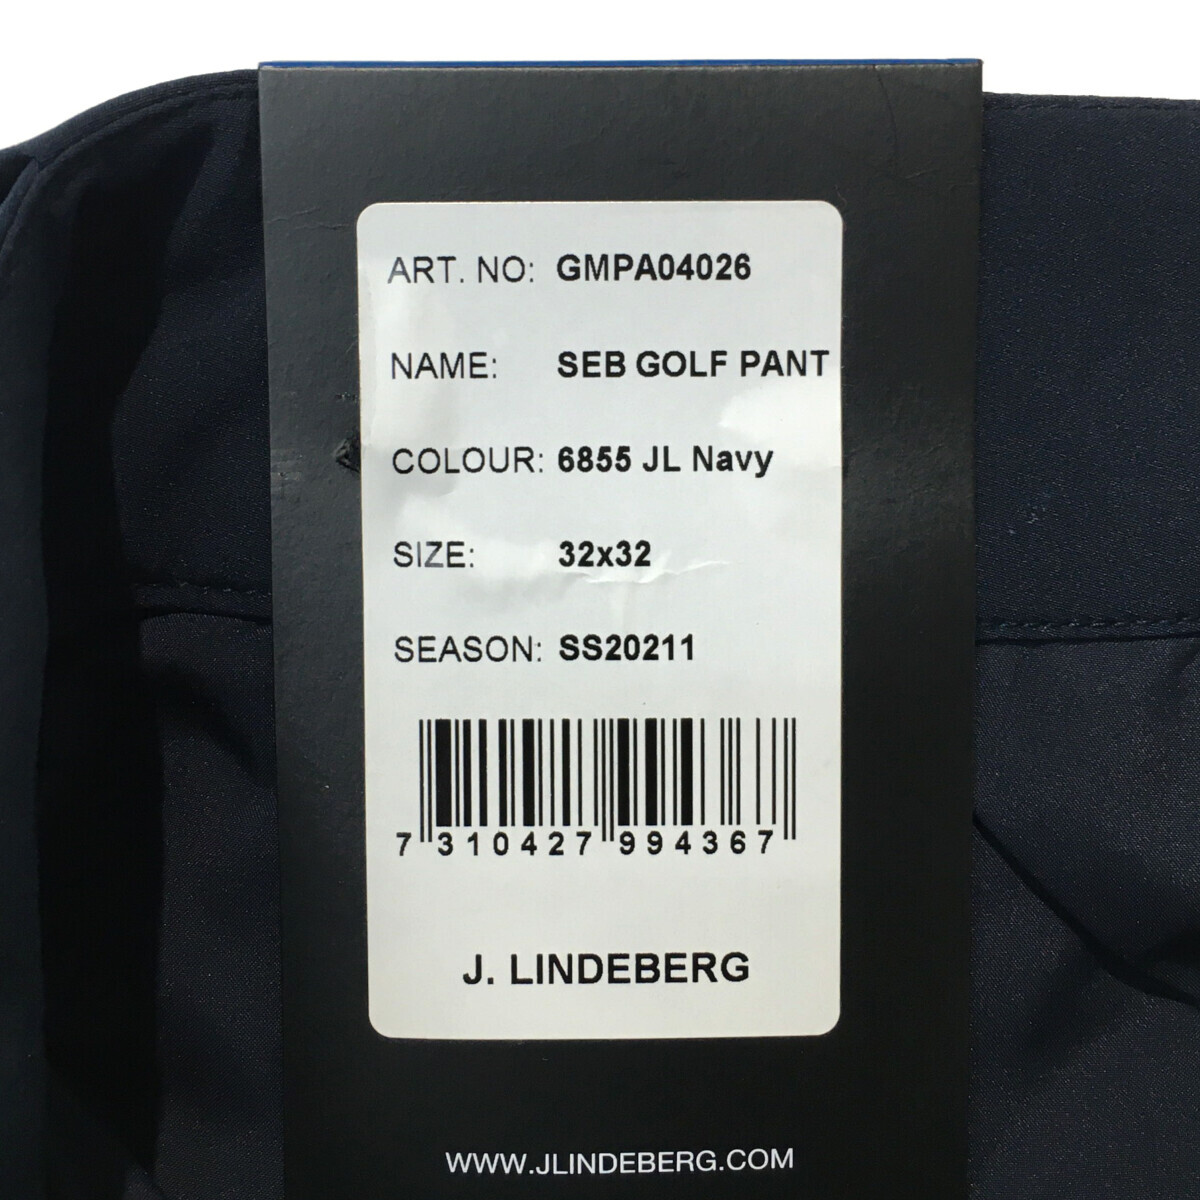 ART. NO: GMPA04026
NAME: SEB GOLF PANT
COLOUR: 6855 JL Navy
SIZE: 32x32
SEASON: SS20211
7 310427 994367
J. LINDEBERG
WWW.JLINDEBERG.COM